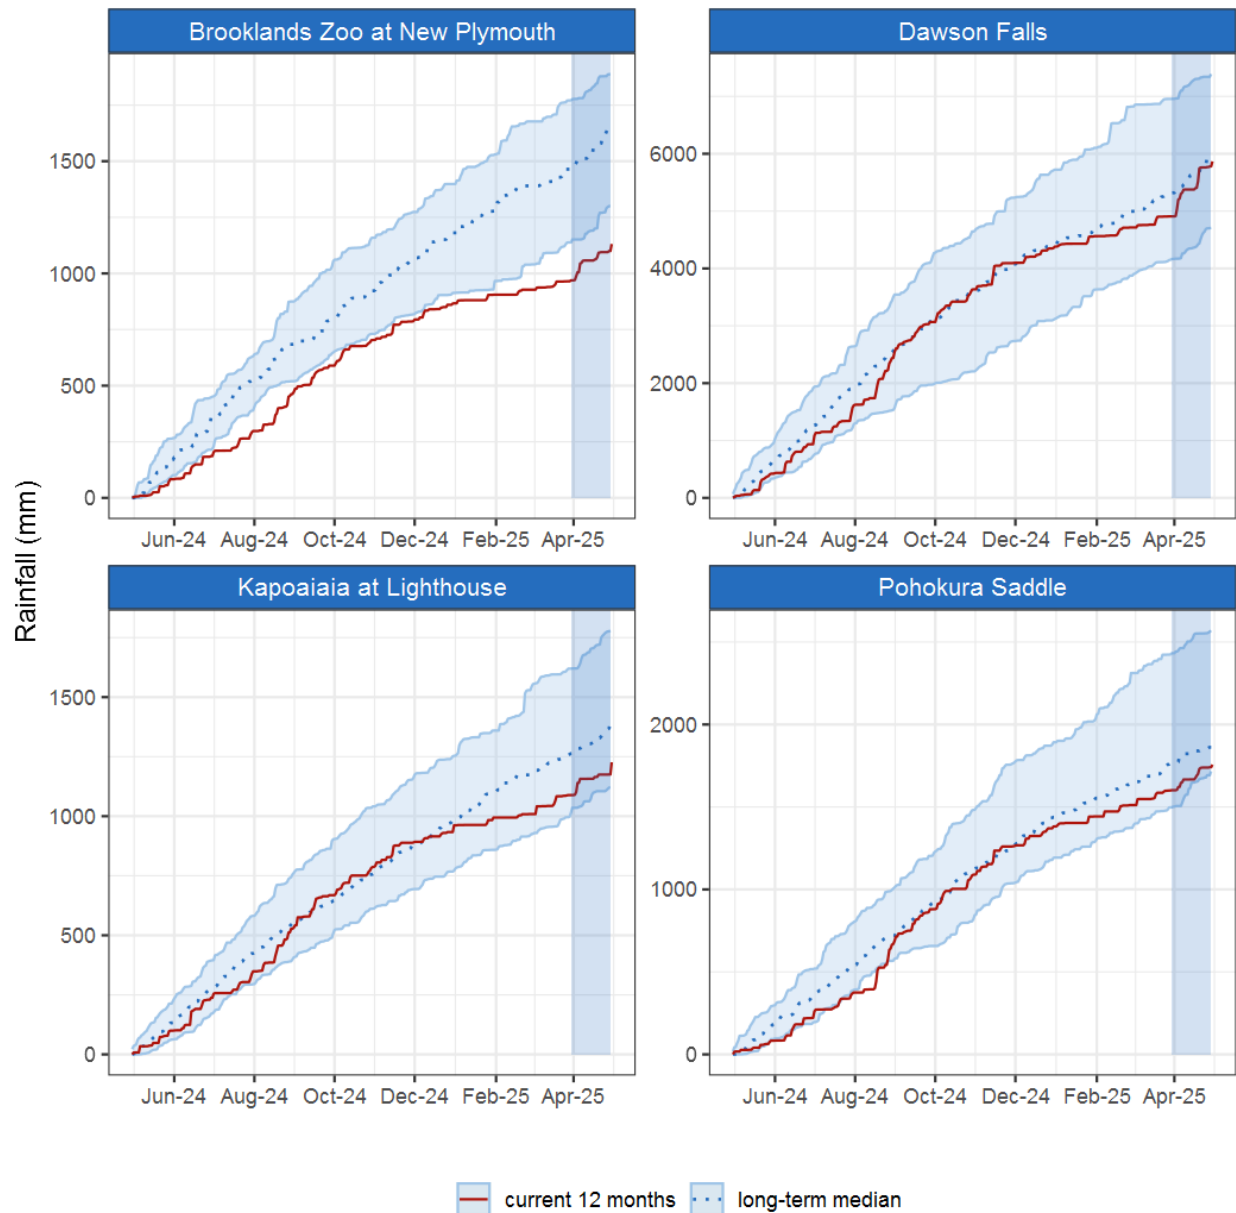 Brooklands Zoo at New Plymouth
Dawson Falls
1500
1000
500
0
6000
4000
2000
0
Jun-24 Aug-24 Oct-24 Dec-24 Feb-25 Apr-25
Jun-24 Aug-24 Oct-24 Dec-24 Feb-25 Apr-25
Rainfall (mm)
Kapoaiaia at Lighthouse
Pohokura Saddle
1500
1000
500
0
2000
1000
0
Jun-24 Aug-24 Oct-24 Dec-24 Feb-25 Apr-25
Jun-24 Aug-24 Oct-24 Dec-24 Feb-25 Apr-25
current 12 months
long-term median